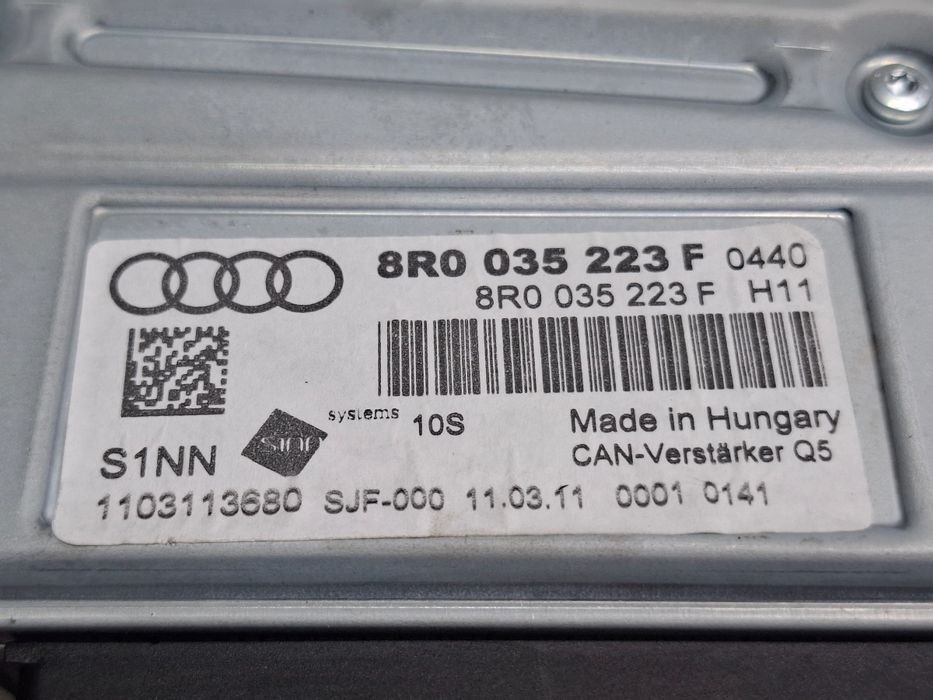 8R0 035 223 F 0440
8R0 035 223 F H11
systems 10S Made in Hungary
S1NN sinn CAN-Verstärker Q5
1103113680 SJF-000 11.03.11 0001 0141